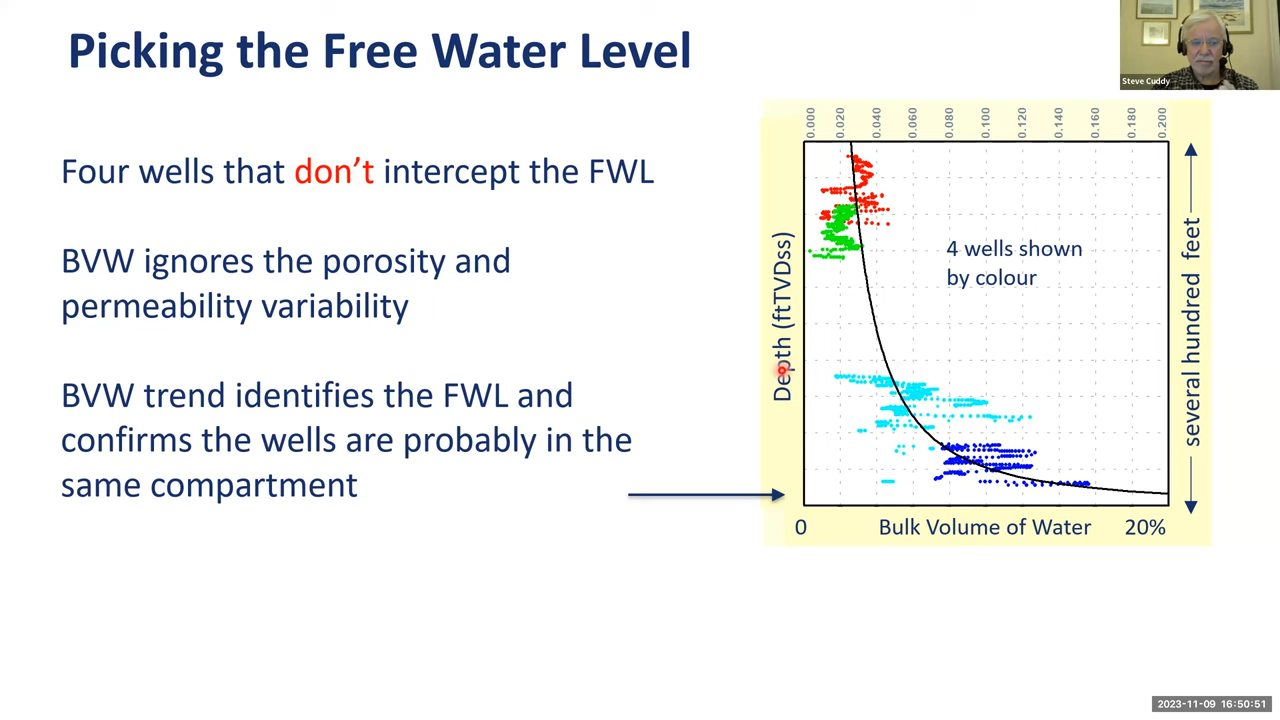 Picking the Free Water Level
Steve Cuddy
Four wells that don’t intercept the FWL
BVW ignores the porosity and
permeability variability
BVW trend identifies the FWL and
confirms the wells are probably in the
same compartment
0.000
0.020
0.040
0.060
0.080
0.100
0.120
0.140
0.160
0.180
0.200
Depth (ftTVDss)
4 wells shown
by colour
several hundred feet
0 Bulk Volume of Water 20%
2023-11-09 16:50:51